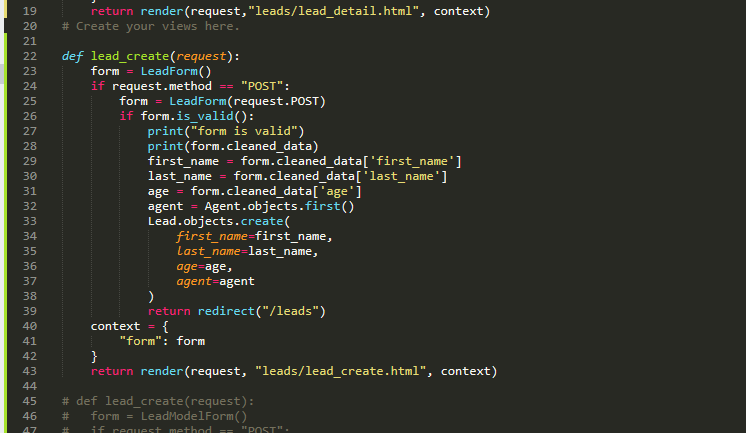 19 return render(request,"leads/lead_detail.html", context)
20 # Create your views here.
21
22 def lead_create(request):
23 form = LeadForm()
24 if request.method == "POST":
25 form = LeadForm(request.POST)
26 if form.is_valid():
27 print("form is valid")
28 print(form.cleaned_data)
29 first_name = form.cleaned_data['first_name']
30 last_name = form.cleaned_data['last_name']
31 age = form.cleaned_data['age']
32 agent = Agent.objects.first()
33 Lead.objects.create(
34 first_name=first_name,
35 last_name=last_name,
36 age=age,
37 agent=agent
38 )
39 return redirect("/leads")
40 context = {
41 "form": form
42 }
43 return render(request, "leads/lead_create.html", context)
44
45 # def lead_create(request):
46 # form = LeadModelForm()
47 # if request.method == "POST":